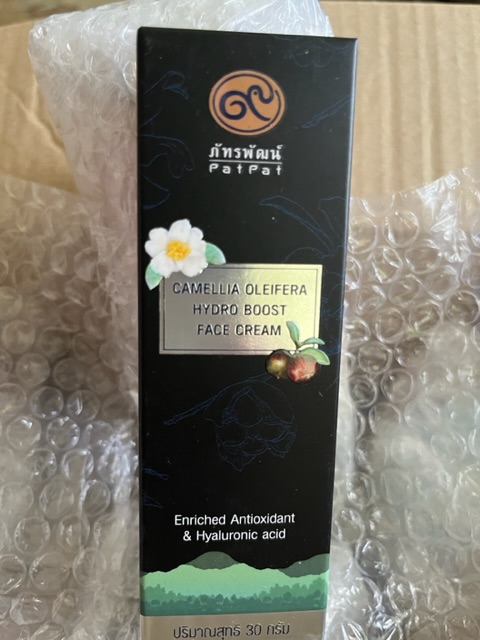 ๙
ภัทรพัฒน์
PatPat
CAMELLIA OLEIFERA
HYDRO BOOST
FACE CREAM
Enriched Antioxidant
& Hyaluronic acid
ปริมาณสุทธิ 30 กรัม